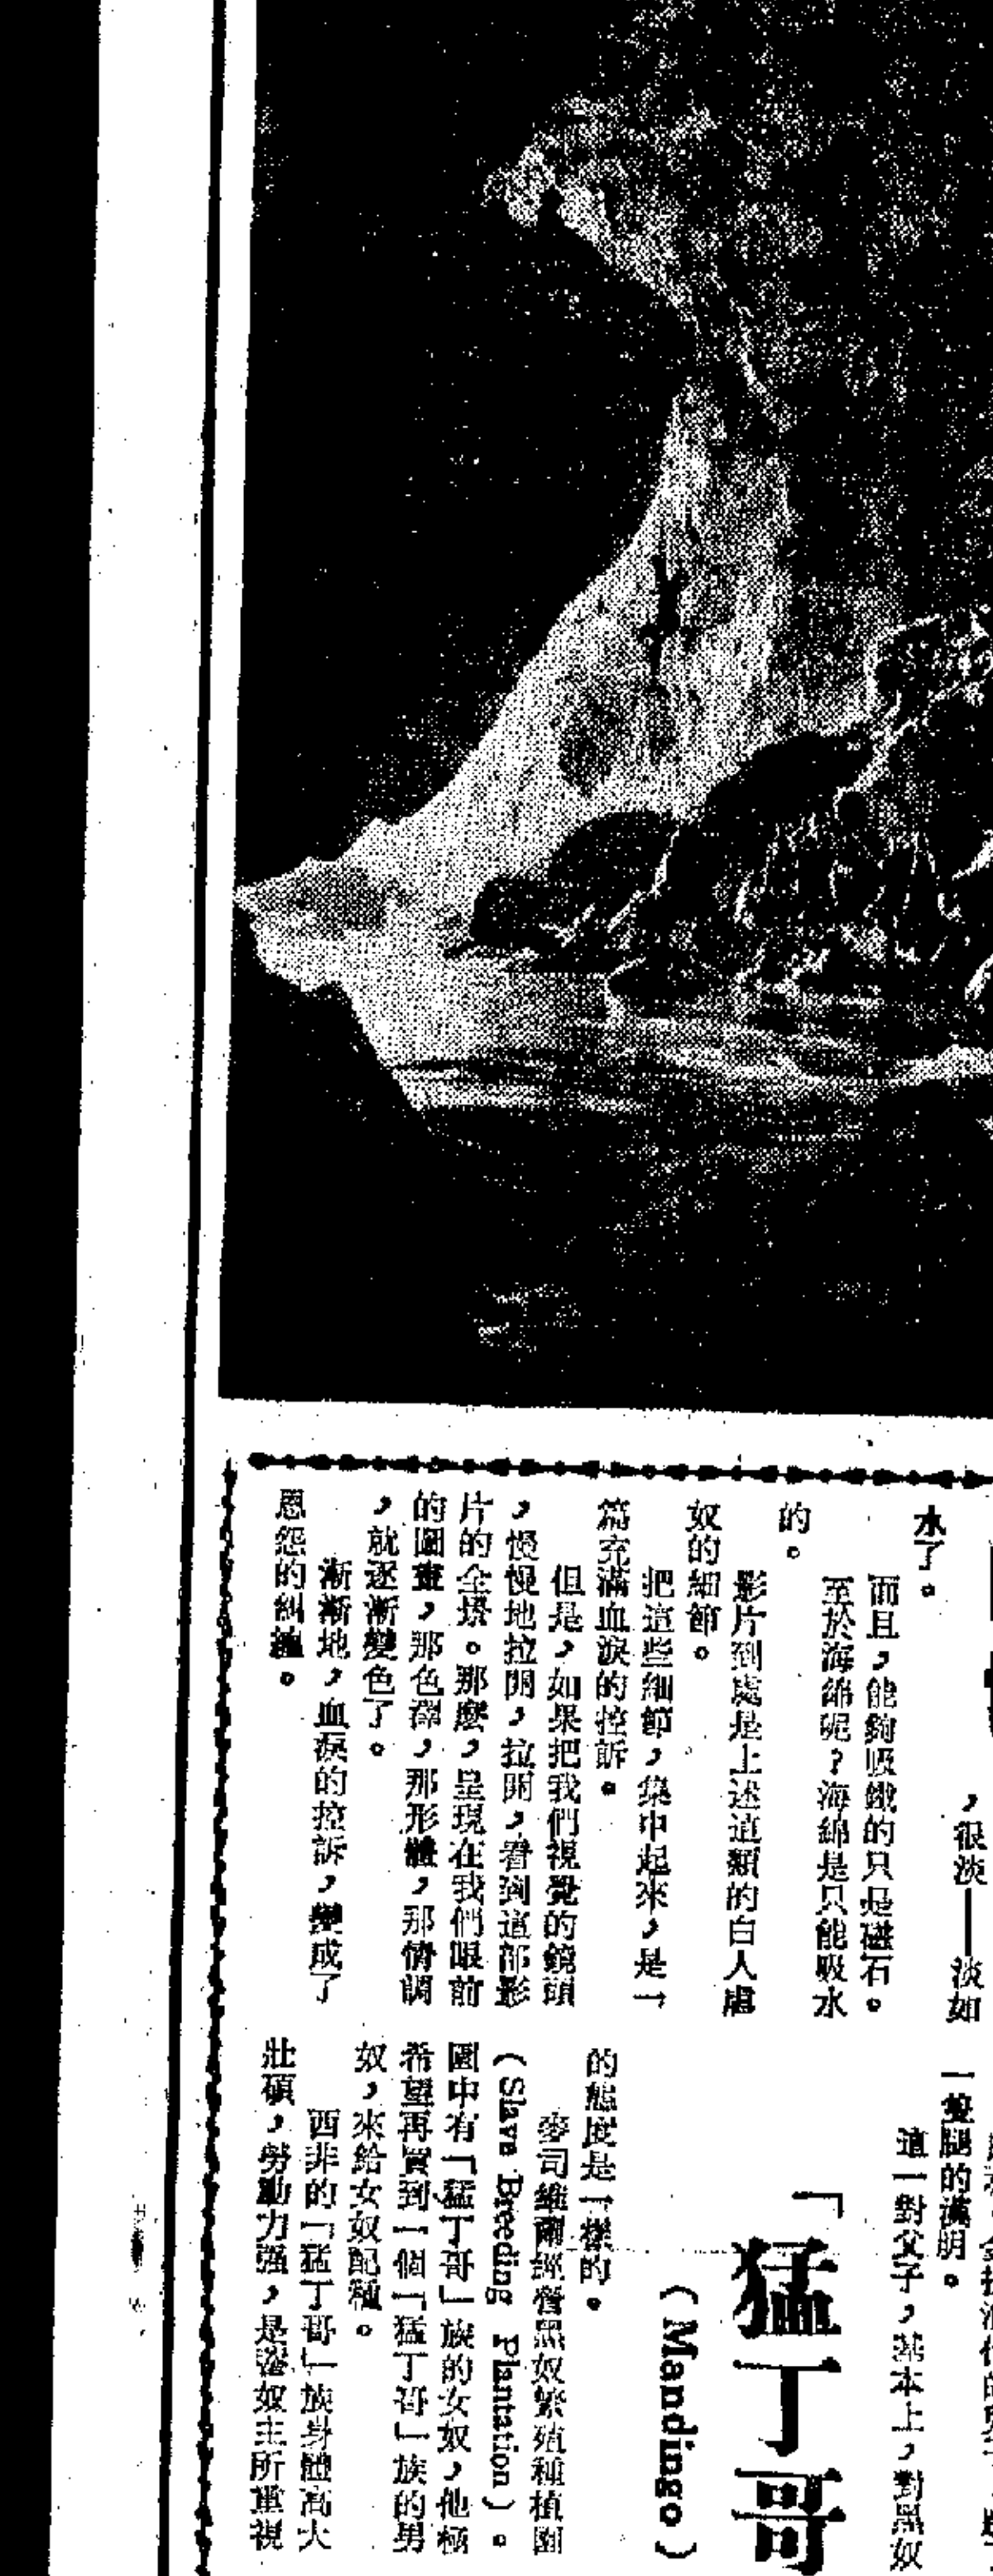 ，很淡——淡如
水了。
而且，能夠吸鐵的只是磁石。
至於海綿呢？海綿是只能吸水
的。
影片到處是上述這類的白人虐
奴的細節。
把這些細節，集中起來，是一
篇充滿血淚的控訴。
但是，如果把我們視覺的鏡頭
，慢慢地拉開，拉開，看到這部影
片的全景。那麼，呈現在我們眼前
的圖畫，那色澤，那形體，那情調
，就逐漸變色了。
漸漸地，血淚的控訴，變成了
恩怨的糾纏。
一隻腿的漢明。
這一對父子，基本上，對黑奴
「猛丁哥
(Mandingo)
的態度是一樣的。
麥司維爾經營黑奴繁殖種植園
(Slave Breeding Plantation)。
園中有「猛丁哥」族的女奴，他極
希望再買到一個「猛丁哥」族的男
奴，來給女奴配種。
西非的「猛丁哥」族身體高大
壯碩，勞動力强，是蓄奴主所重視